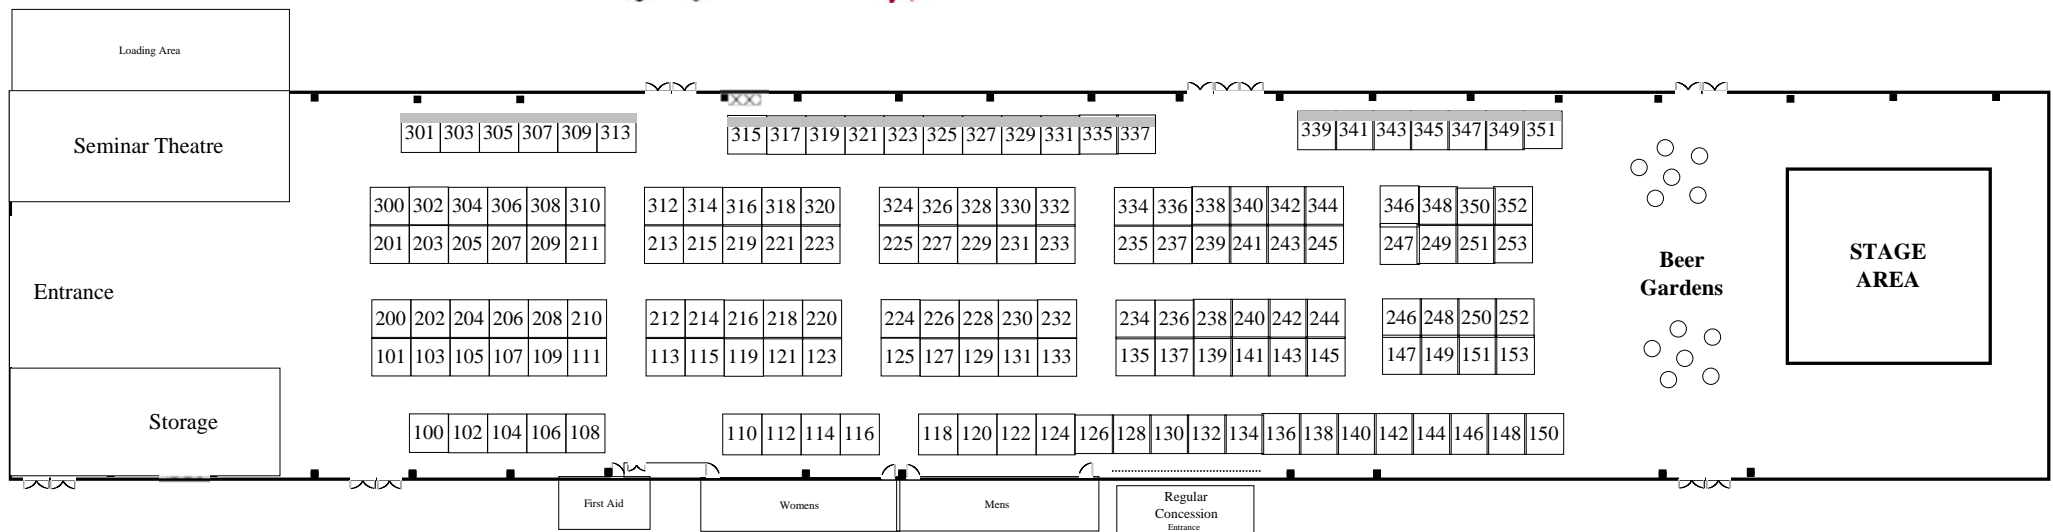 Loading Area
Seminar Theatre
301 303 305 307 309 313
315 317 319 321 323 325 327 329 331 335 337
339 341 343 345 347 349 351
300 302 304 306 308 310
312 314 316 318 320
324 326 328 330 332
334 336 338 340 342 344
346 348 350 352
201 203 205 207 209 211
213 215 219 221 223
225 227 229 231 233
235 237 239 241 243 245
247 249 251 253
Beer
Gardens
STAGE
AREA
Entrance
200 202 204 206 208 210
212 214 216 218 220
224 226 228 230 232
234 236 238 240 242 244
246 248 250 252
101 103 105 107 109 111
113 115 119 121 123
125 127 129 131 133
135 137 139 141 143 145
147 149 151 153
Storage
100 102 104 106 108
110 112 114 116
118 120 122 124 126 128 130 132 134 136 138 140 142 144 146 148 150
First Aid
Womens
Mens
Regular
Concession
Entrance